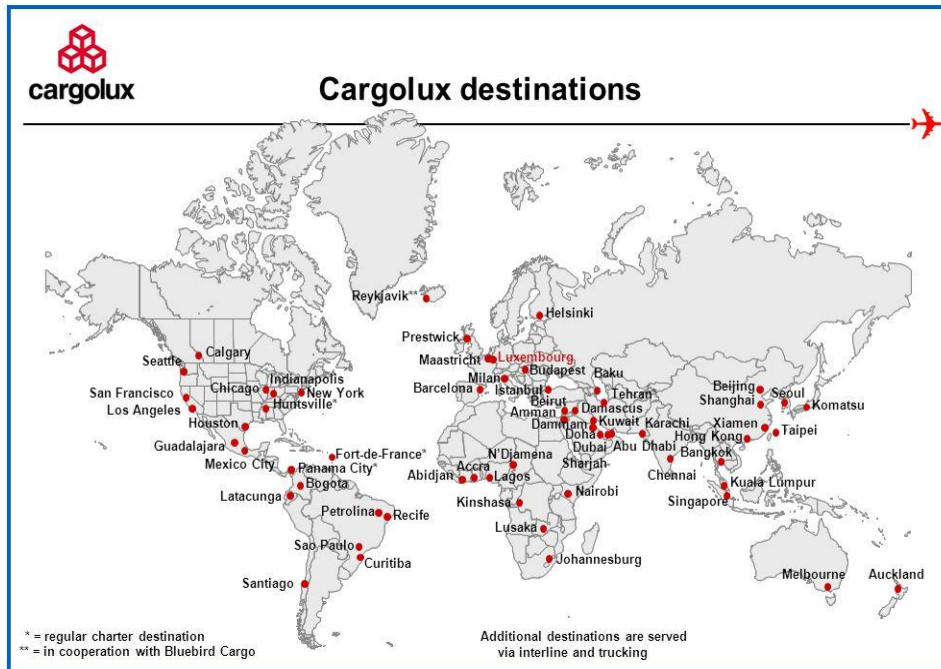 cargolux
Cargolux destinations
Reykjavik**
Helsinki
Prestwick
Calgary
Maastricht
Luxembourg
Seattle
Budapest
Indianapolis
Milan
Baku
Chicago
New York
Barcelona
Istanbul
Tehran
Beijing
Seoul
San Francisco
Huntsville*
Beirut
Shanghai
Komatsu
Los Angeles
Amman
Damascus
Houston
Dammam
Kuwait
Karachi
Xiamen
Taipei
Guadalajara
Doha
Abu Dhabi
Hong Kong
Mexico City
Fort-de-France*
N'Djamena
Dubai
Bangkok
Panama City*
Accra
Sharjah
Chennai
Abidjan
Lagos
Bogota
Kuala Lumpur
Latacunga
Nairobi
Singapore
Kinshasa
Petrolina
Recife
Lusaka
Sao Paulo
Curitiba
Johannesburg
Santiago
Melbourne
Auckland
* = regular charter destination
** = in cooperation with Bluebird Cargo
Additional destinations are served
via interline and trucking